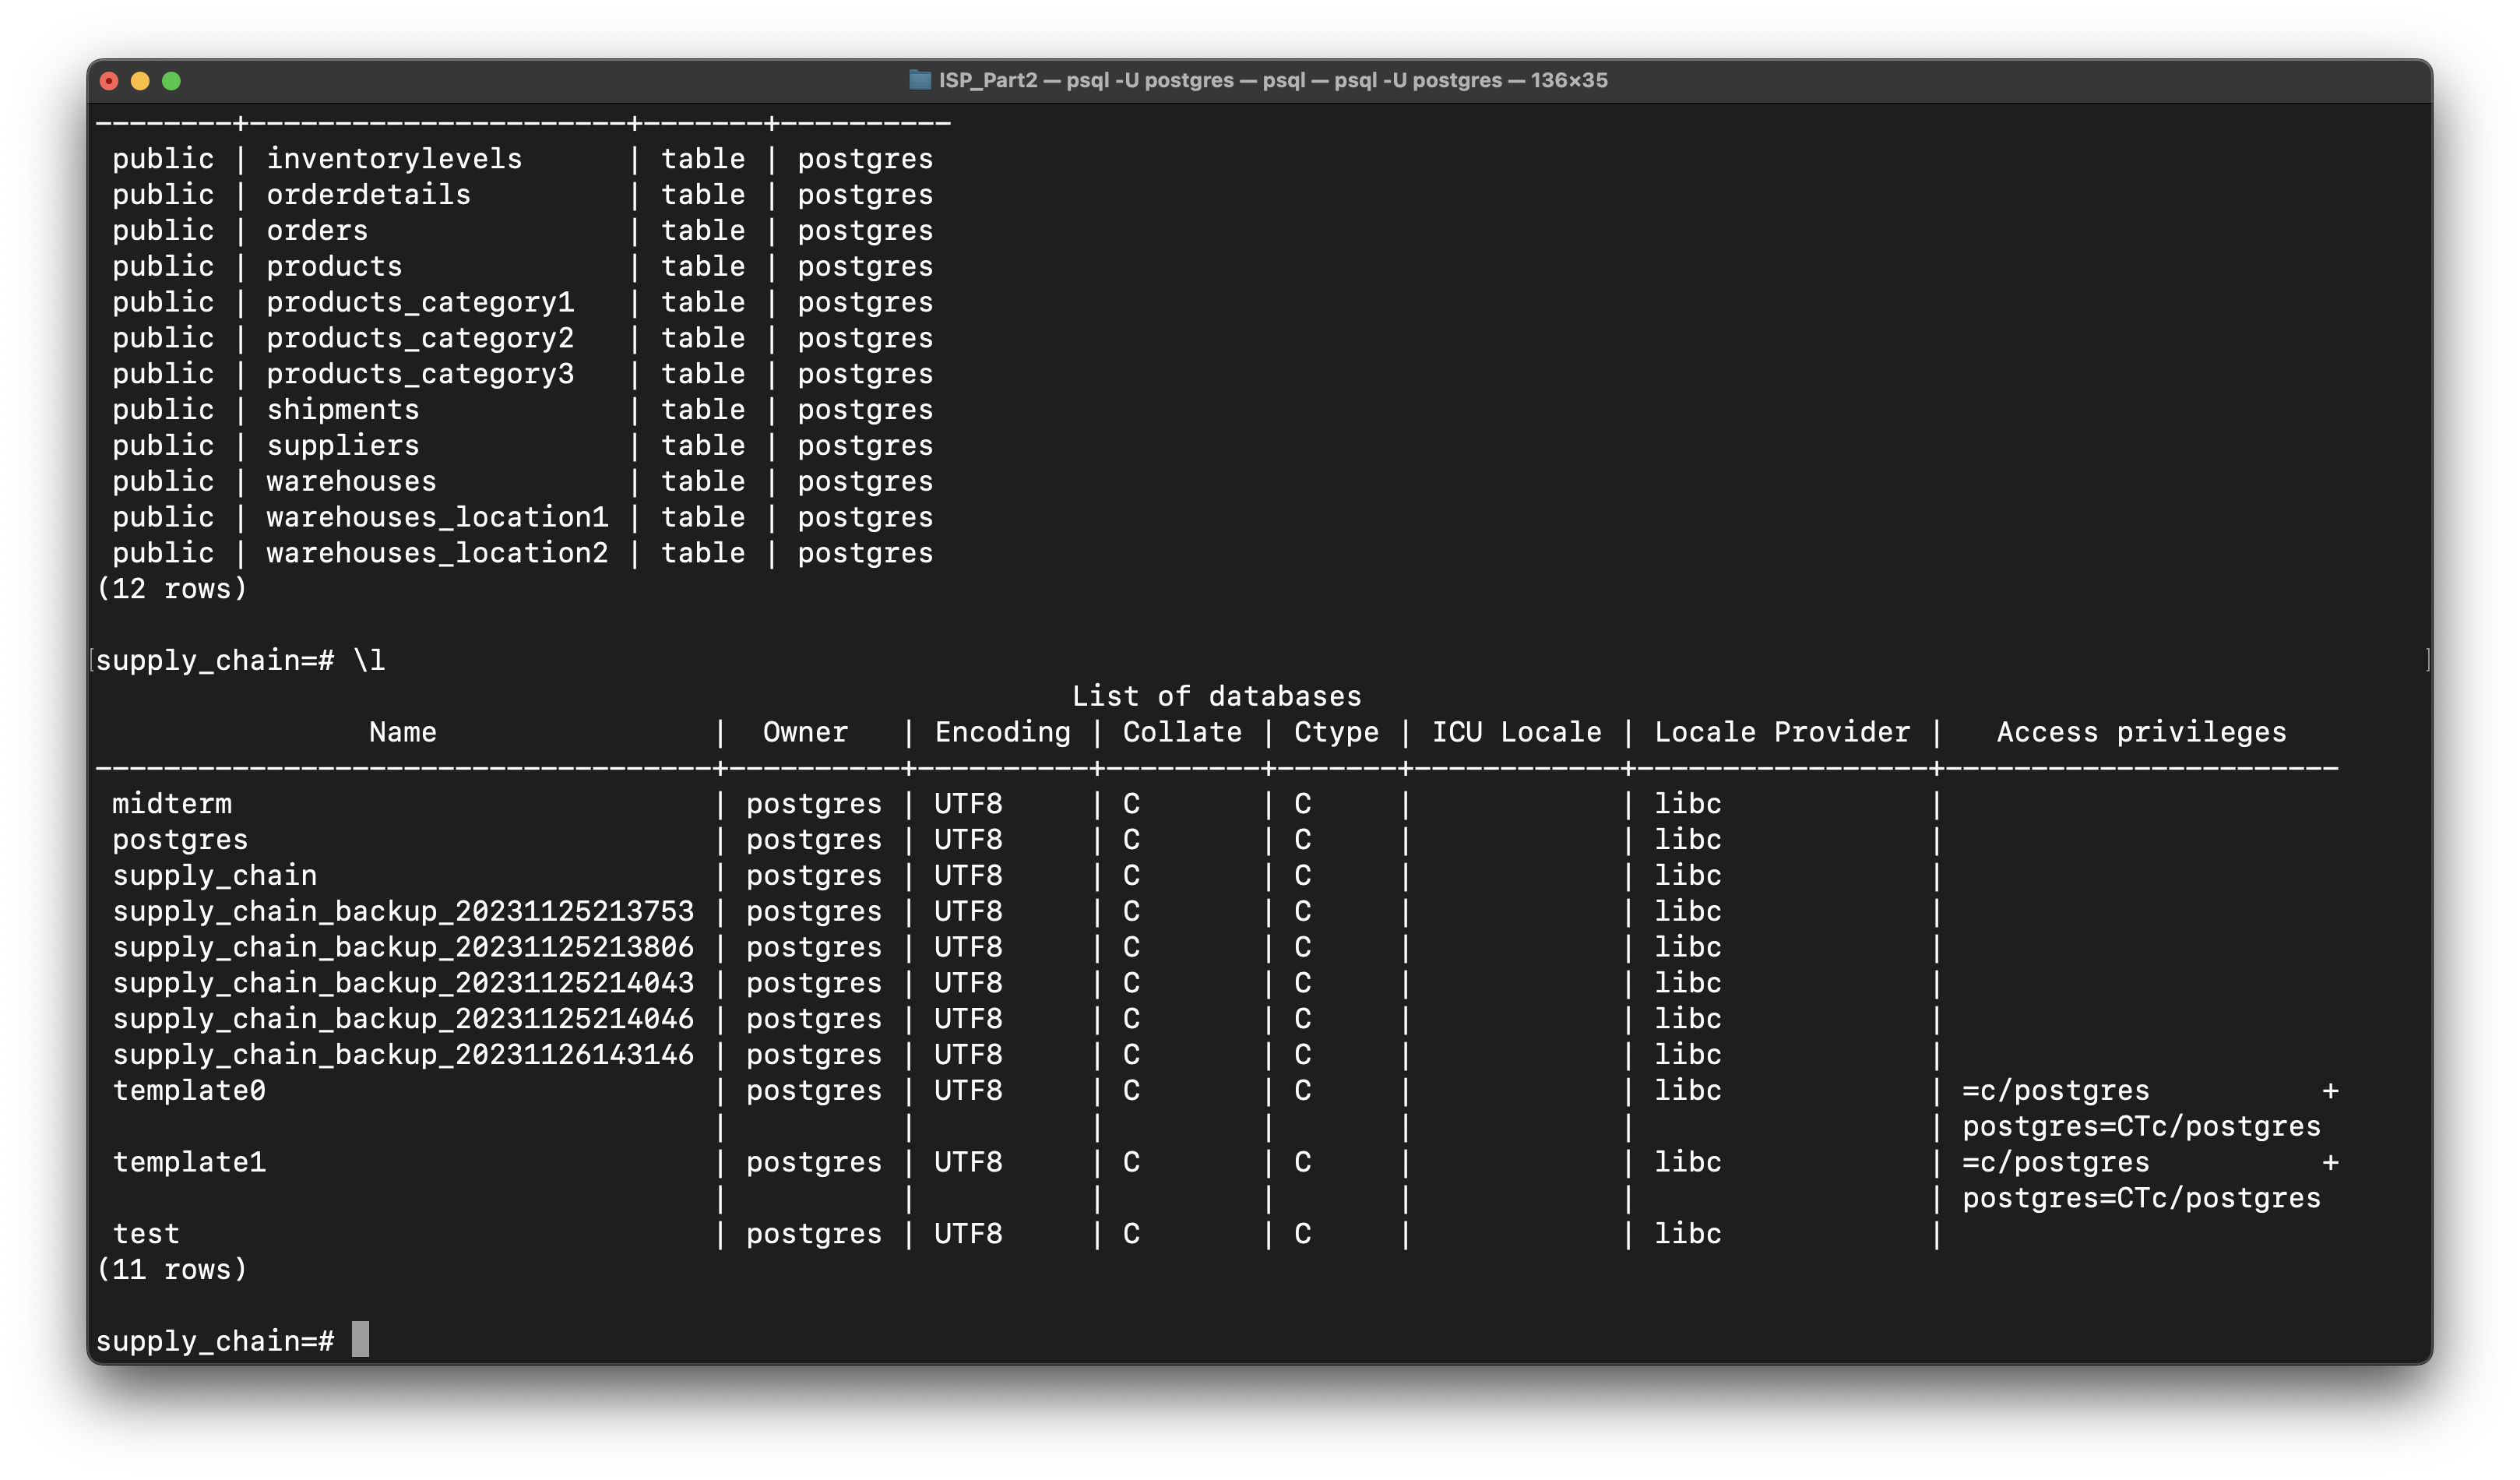 ISP_Part2 — psql -U postgres — psql — psql -U postgres — 136×35
--------+----------------------+-------+----------
 public | inventorylevels      | table | postgres
 public | orderdetails         | table | postgres
 public | orders               | table | postgres
 public | products             | table | postgres
 public | products_category1   | table | postgres
 public | products_category2   | table | postgres
 public | products_category3   | table | postgres
 public | shipments            | table | postgres
 public | suppliers            | table | postgres
 public | warehouses           | table | postgres
 public | warehouses_location1 | table | postgres
 public | warehouses_location2 | table | postgres
(12 rows)
[supply_chain=# \l ]
List of databases
Name | Owner | Encoding | Collate | Ctype | ICU Locale | Locale Provider | Access privileges
------------------------------------+----------+----------+---------+-------+------------+-----------------+-----------------------
 midterm | postgres | UTF8 | C | C | | libc |
 postgres | postgres | UTF8 | C | C | | libc |
 supply_chain | postgres | UTF8 | C | C | | libc |
 supply_chain_backup_20231125213753 | postgres | UTF8 | C | C | | libc |
 supply_chain_backup_20231125213806 | postgres | UTF8 | C | C | | libc |
 supply_chain_backup_20231125214043 | postgres | UTF8 | C | C | | libc |
 supply_chain_backup_20231125214046 | postgres | UTF8 | C | C | | libc |
 supply_chain_backup_20231126143146 | postgres | UTF8 | C | C | | libc |
 template0 | postgres | UTF8 | C | C | | libc | =c/postgres +
 | | | | | | | postgres=CTc/postgres
 template1 | postgres | UTF8 | C | C | | libc | =c/postgres +
 | | | | | | | postgres=CTc/postgres
 test | postgres | UTF8 | C | C | | libc |
(11 rows)
supply_chain=#